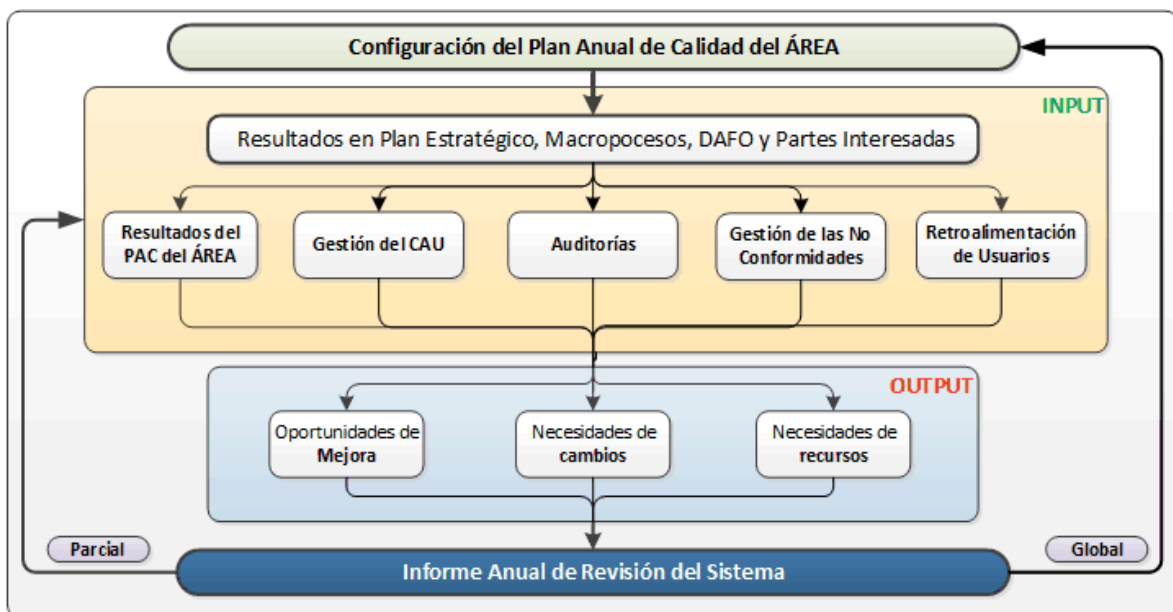 Configuración del Plan Anual de Calidad del ÁREA
INPUT
Resultados en Plan Estratégico, Macropocesos, DAFO y Partes Interesadas
Resultados del
PAC del ÁREA
Gestión del CAU
Auditorías
Gestión de las No
Conformidades
Retroalimentación
de Usuarios
OUTPUT
Oportunidades de
Mejora
Necesidades de
cambios
Necesidades de
recursos
Parcial
Global
Informe Anual de Revisión del Sistema